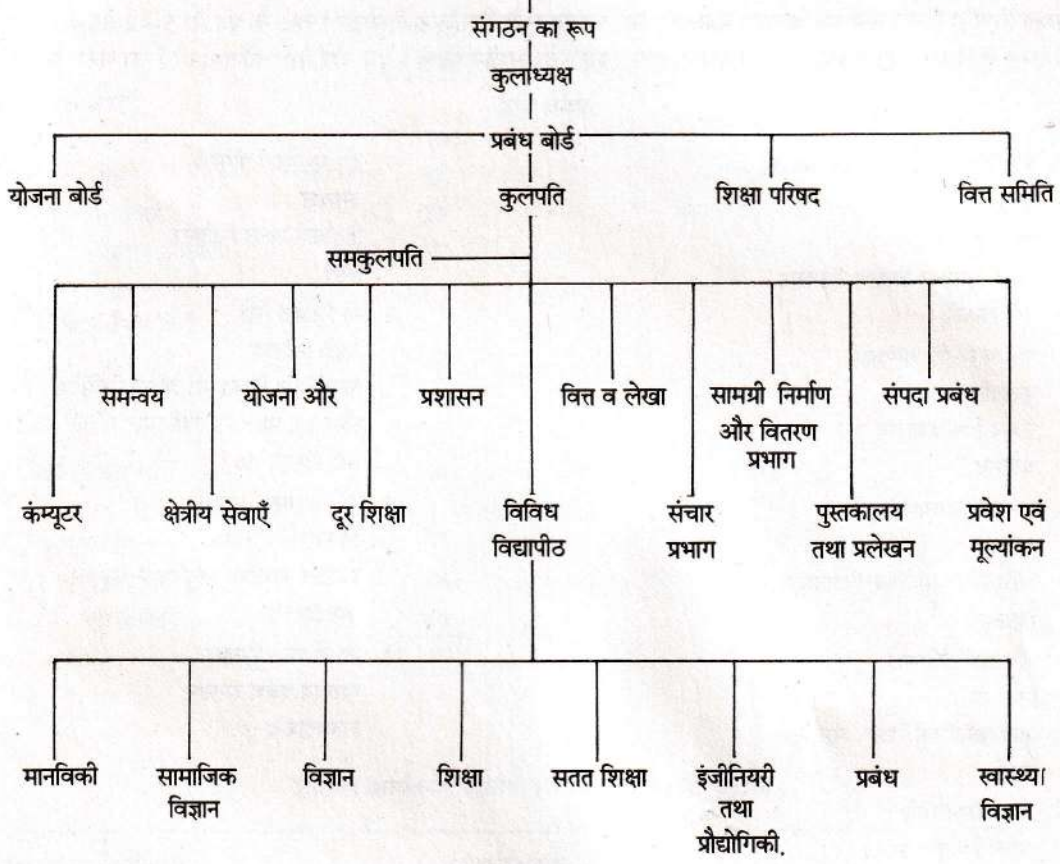 संगठन का रूप
कुलाध्यक्ष
प्रबंध बोर्ड
योजना बोर्ड कुलपति शिक्षा परिषद वित्त समिति
समकुलपति
समन्वय योजना और प्रशासन वित्त व लेखा सामग्री निर्माण संपदा प्रबंध
और वितरण
प्रभाग
कंम्यूटर क्षेत्रीय सेवाएँ दूर शिक्षा विविध संचार पुस्तकालय प्रवेश एवं
विद्यापीठ प्रभाग तथा प्रलेखन मूल्यांकन
मानविकी सामाजिक विज्ञान शिक्षा सतत शिक्षा इंजीनियरी प्रबंध स्वास्थ्य।
विज्ञान तथा विज्ञान
प्रौद्योगिकी.